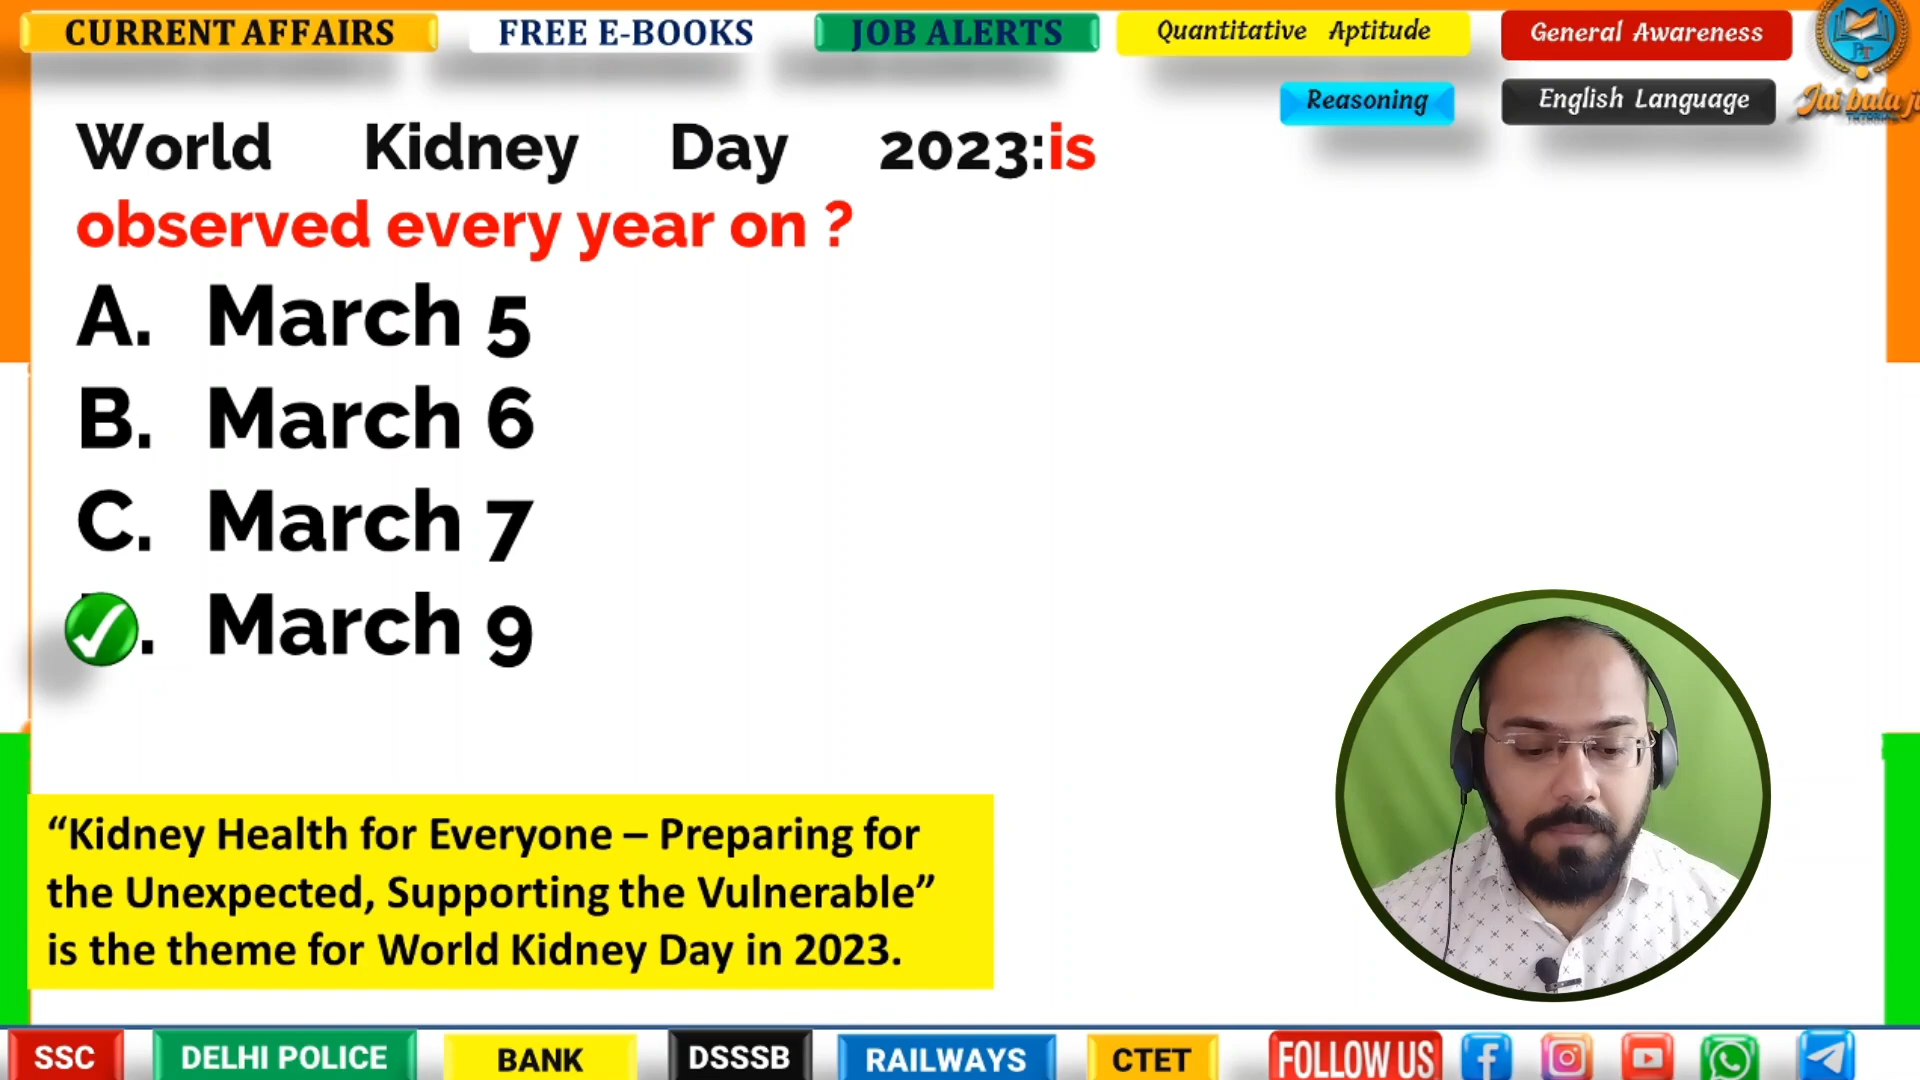 CURRENT AFFAIRS
FREE E-BOOKS
JOB ALERTS
Quantitative Aptitude
General Awareness
Reasoning
English Language
Jai bala ji
World Kidney Day 2023:is
observed every year on ?
A. March 5
B. March 6
C. March 7
. March 9
“Kidney Health for Everyone – Preparing for
the Unexpected, Supporting the Vulnerable”
is the theme for World Kidney Day in 2023.
SSC
DELHI POLICE
BANK
DSSSB
RAILWAYS
CTET
FOLLOW US